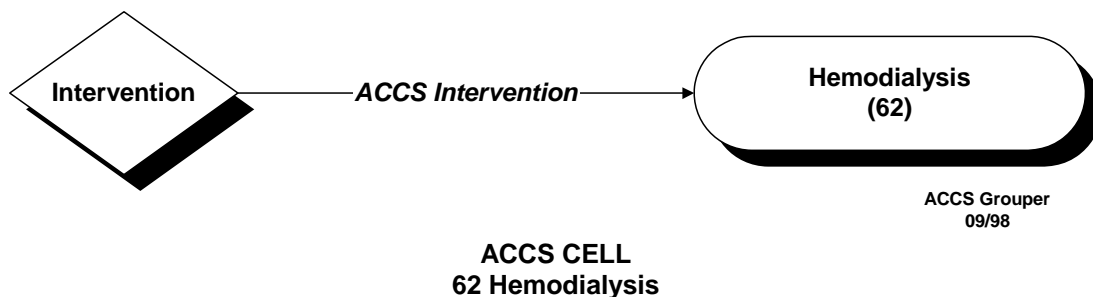 Intervention
ACCS Intervention
Hemodialysis
(62)
ACCS Grouper
09/98
ACCS CELL
62 Hemodialysis